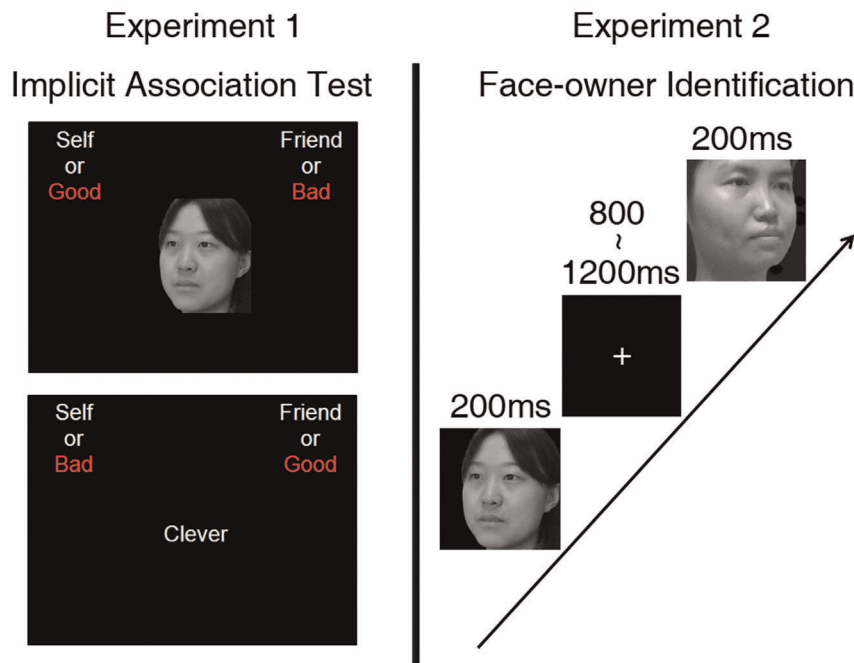 Experiment 1
Implicit Association Test
Self
or
Good
Friend
or
Bad
Self
or
Bad
Friend
or
Good
Clever
Experiment 2
Face-owner Identification
200ms
800
~
1200ms
+
200ms